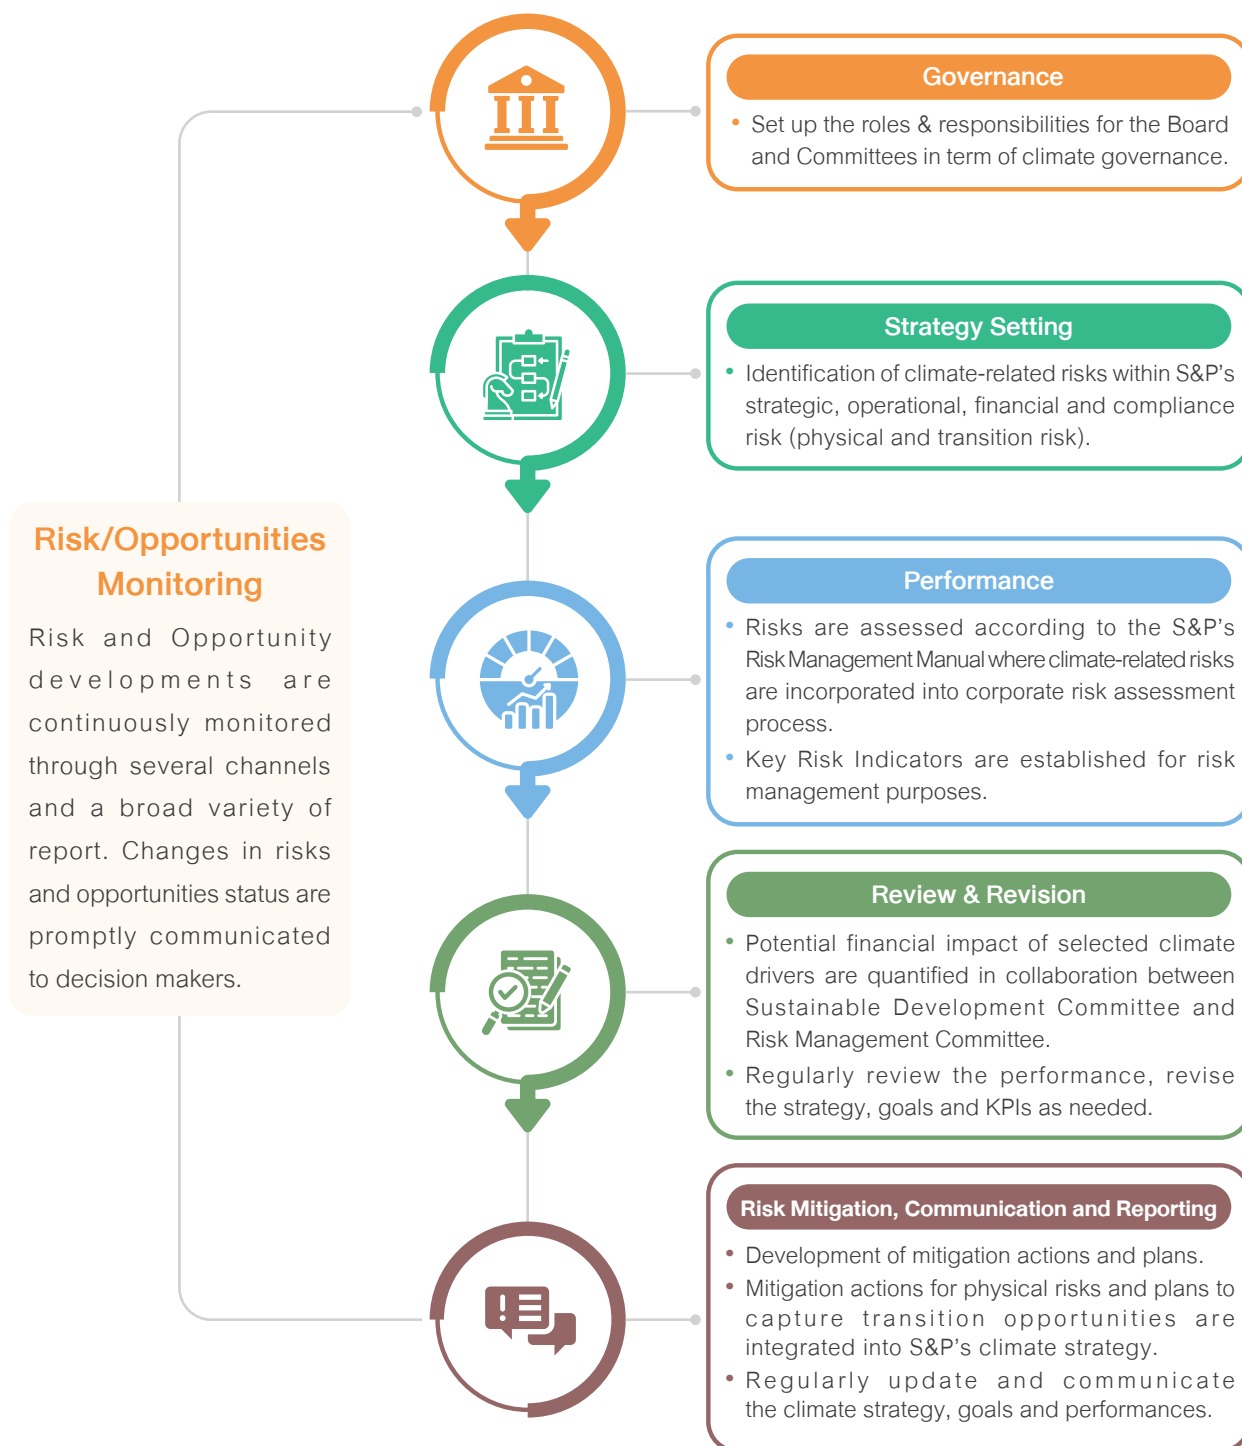 Governance
• Set up the roles & responsibilities for the Board
and Committees in term of climate governance.
Strategy Setting
• Identification of climate-related risks within S&P's
strategic, operational, financial and compliance
risk (physical and transition risk).
Risk/Opportunities
Monitoring
Risk and Opportunity
developments are
continuously monitored
through several channels
and a broad variety of
report. Changes in risks
and opportunities status are
promptly communicated
to decision makers.
Performance
• Risks are assessed according to the S&P's
Risk Management Manual where climate-related risks
are incorporated into corporate risk assessment
process.
• Key Risk Indicators are established for risk
management purposes.
Review & Revision
• Potential financial impact of selected climate
drivers are quantified in collaboration between
Sustainable Development Committee and
Risk Management Committee.
• Regularly review the performance, revise
the strategy, goals and KPIs as needed.
Risk Mitigation, Communication and Reporting
• Development of mitigation actions and plans.
• Mitigation actions for physical risks and plans to
capture transition opportunities are
integrated into S&P's climate strategy.
• Regularly update and communicate
the climate strategy, goals and performances.